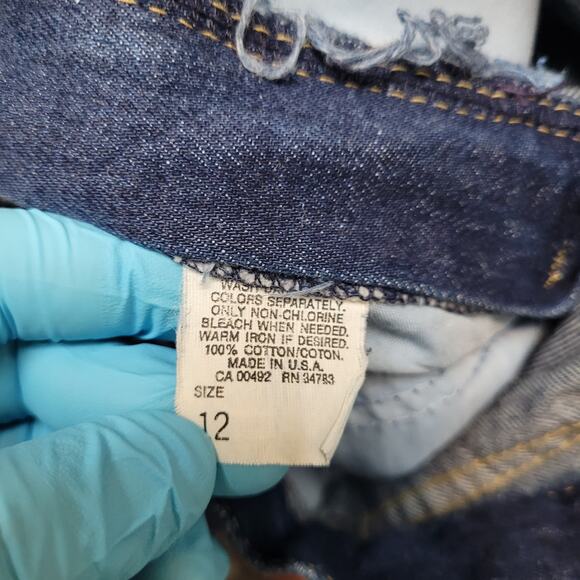 COLORS SEPARATELY.
ONLY NON-CHLORINE
BLEACH WHEN NEEDED.
WARM IRON IF DESIRED.
100% COTTON/COTON.
MADE IN U.S.A.
CA 00492 RN 34783
SIZE
12